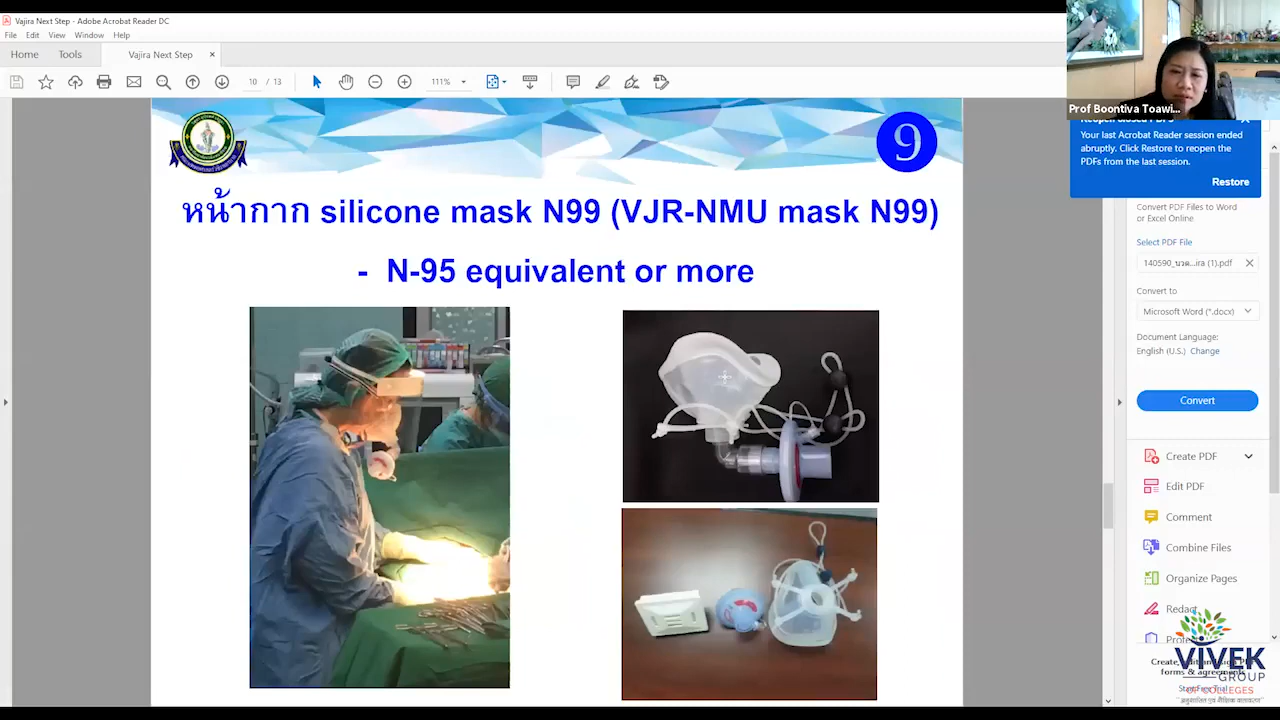 Vajira Next Step - Adobe Acrobat Reader DC
File Edit View Window Help
Home Tools Vajira Next Step ×
10 / 13 111%
9
หน้ากาก silicone mask N99 (VJR-NMU mask N99)
- N-95 equivalent or more
Prof Boontiva Toawi...
Your last Acrobat Reader session ended
abruptly. Click Restore to reopen the
PDFs from the last session.
Restore
Convert PDF Files to Word
or Excel Online
Select PDF File
140590_นวด...ira (1).pdf
Convert to
Microsoft Word (*.docx)
Document Language:
English (U.S.) Change
Convert
Create PDF
Edit PDF
Comment
Combine Files
Organize Pages
Redact
VIVEK
GROUP
OF COLLEGES